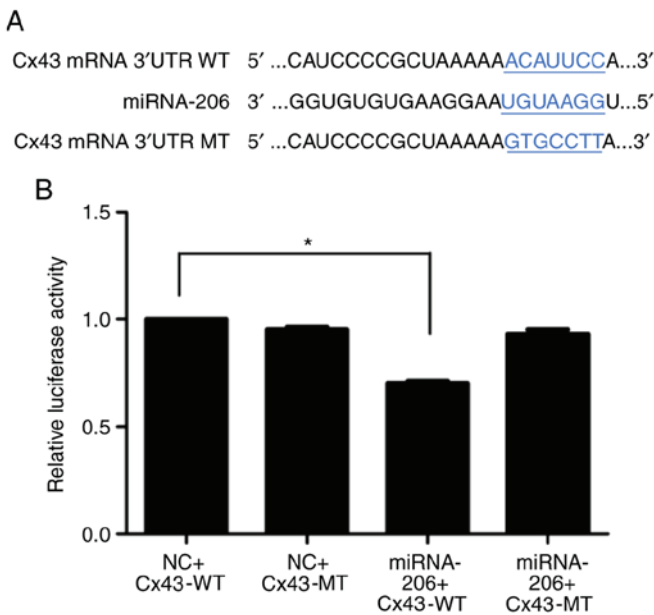 A
Cx43 mRNA 3′UTR WT 5′ ...CAUCCCCGCUAAAAAACAUUCCA...3′
miRNA-206 3′ ...GGUGUGUGAAGGAAUGUAAGGU...5′
Cx43 mRNA 3′UTR MT 5′ ...CAUCCCCGCUAAAAAGTGCCTTA...3′
B
Relative luciferase activity
1.5
1.0
0.5
0.0
*
NC+
Cx43-WT
NC+
Cx43-MT
miRNA-
206+
Cx43-WT
miRNA-
206+
Cx43-MT